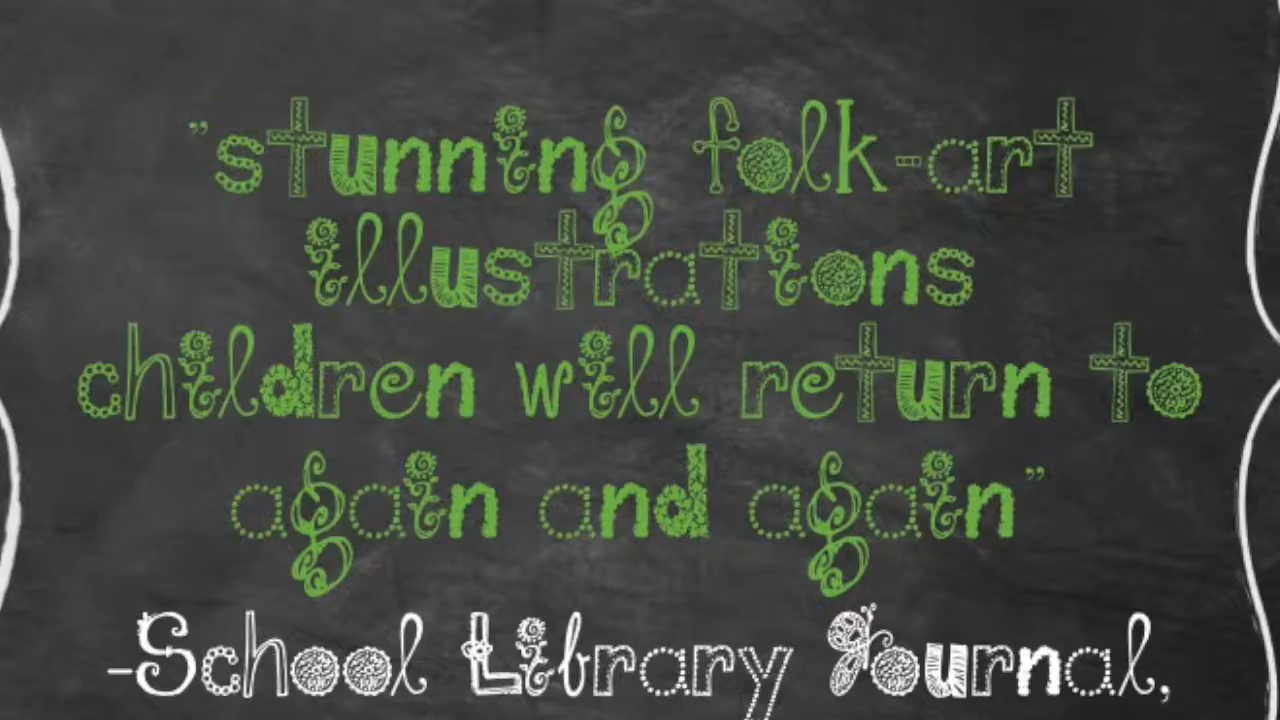 "stunning folk-art
illustrations
children will return to
again and again"
-School Library Journal,